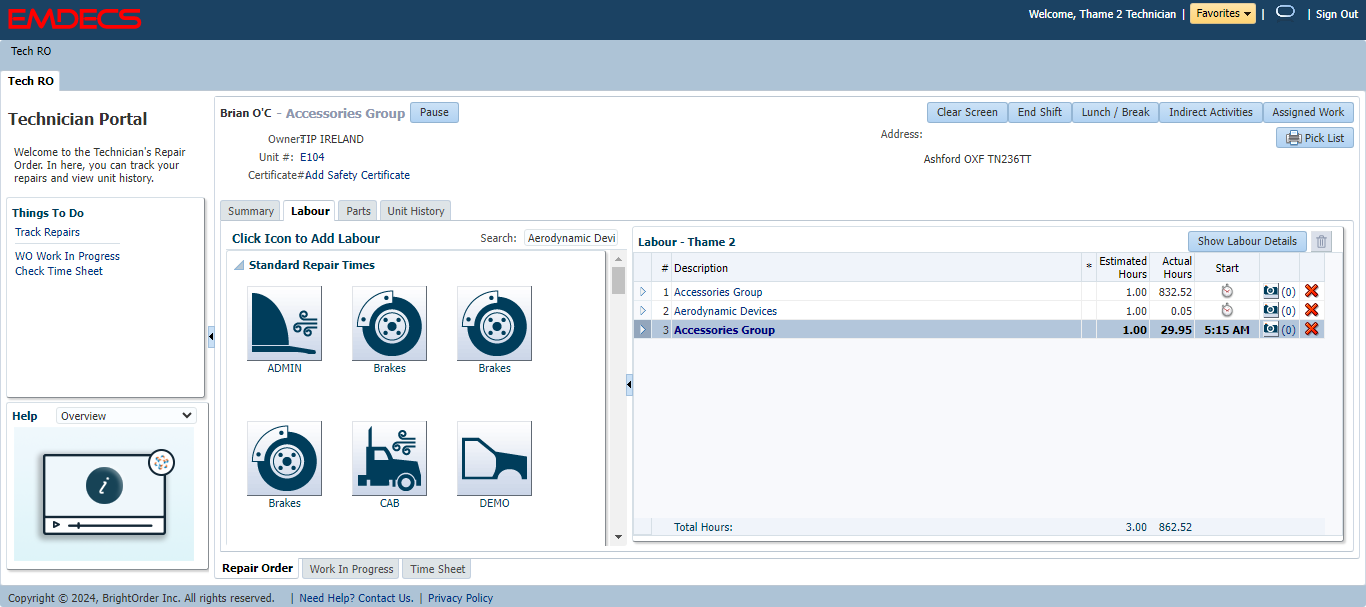 EMDECS
Welcome, Thame 2 Technician | Favorites | | Sign Out
Tech RO
Tech RO
Technician Portal
Welcome to the Technician's Repair
Order. In here, you can track your
repairs and view unit history.
Things To Do
Track Repairs
WO Work In Progress
Check Time Sheet
Help Overview
i
Brian O'C - Accessories Group Pause
Clear Screen End Shift Lunch / Break Indirect Activities Assigned Work
Pick List
Owner: TIP IRELAND
Unit #: E104
Certificate# Add Safety Certificate
Address:
Ashford OXF TN236TT
Summary Labour Parts Unit History
Click Icon to Add Labour Search: Aerodynamic Devi
Standard Repair Times
ADMIN Brakes Brakes
Brakes CAB DEMO
Labour - Thame 2 Show Labour Details
# Description * Estimated Hours Actual Hours Start
1 Accessories Group 1.00 832.52 (0)
2 Aerodynamic Devices 1.00 0.05 (0)
3 Accessories Group 1.00 29.95 5:15 AM (0)
Total Hours: 3.00 862.52
Repair Order Work In Progress Time Sheet
Copyright © 2024, BrightOrder Inc. All rights reserved. | Need Help? Contact Us. | Privacy Policy